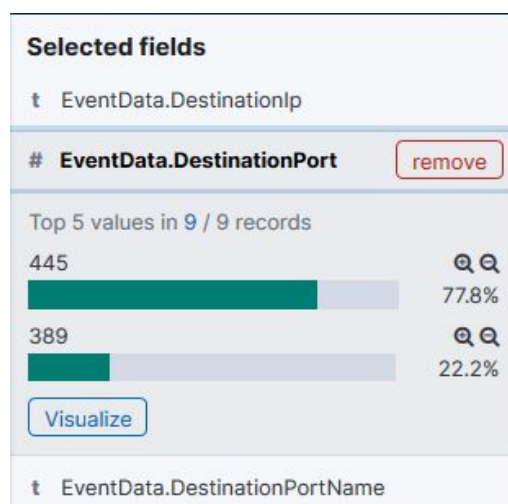 Selected fields
t EventData.DestinationIp
# EventData.DestinationPort remove
Top 5 values in 9 / 9 records
445
77.8%
389
22.2%
Visualize
t EventData.DestinationPortName